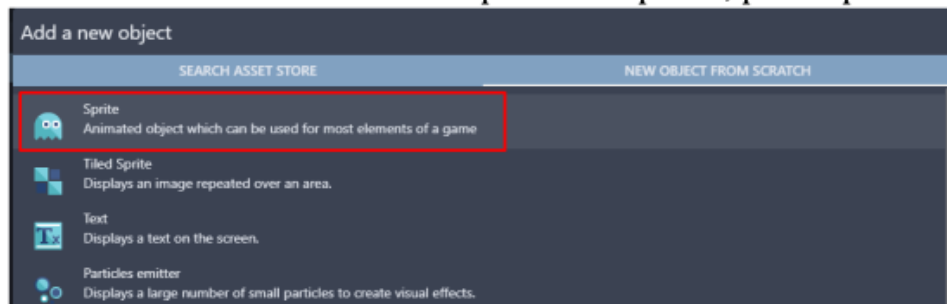 Add a new object
SEARCH ASSET STORE
NEW OBJECT FROM SCRATCH
Sprite
Animated object which can be used for most elements of a game
Tiled Sprite
Displays an image repeated over an area.
Tx
Text
Displays a text on the screen.
Particles emitter
Displays a large number of small particles to create visual effects.